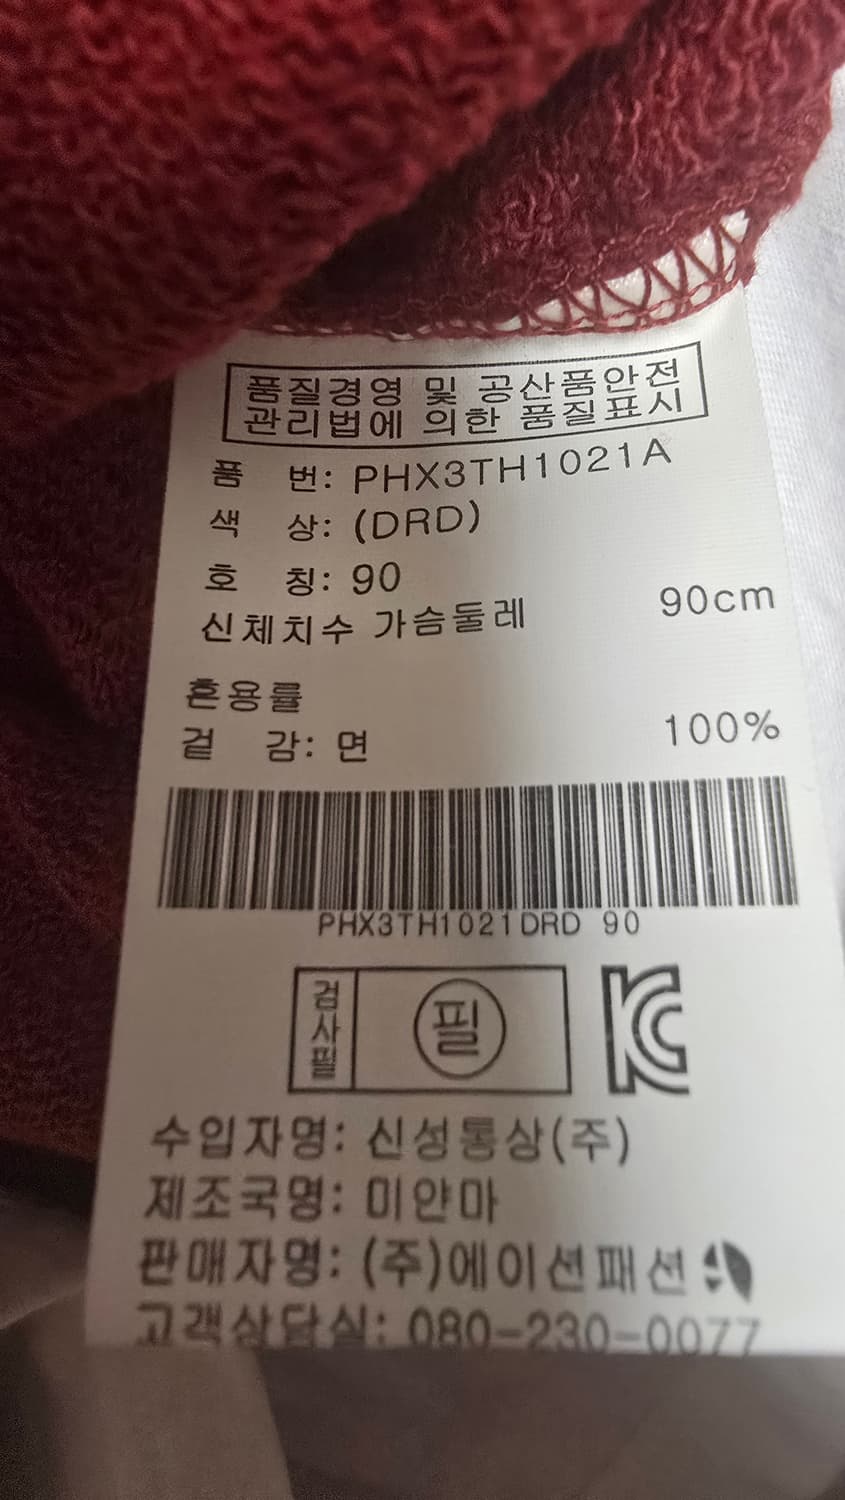 품질경영 및 공산품안전
관리법에 의한 품질표시
품 번: PHX3TH1021A
색 상: (DRD)
호 칭: 90
신체치수 가슴둘레 90cm
혼용률
겉 감: 면 100%
PHX3TH1021DRD 90
검사필 필 KC
수입자명: 신성통상(주)
제조국명: 미얀마
판매자명: (주)에이션패션
고객상담실: 080-230-0077